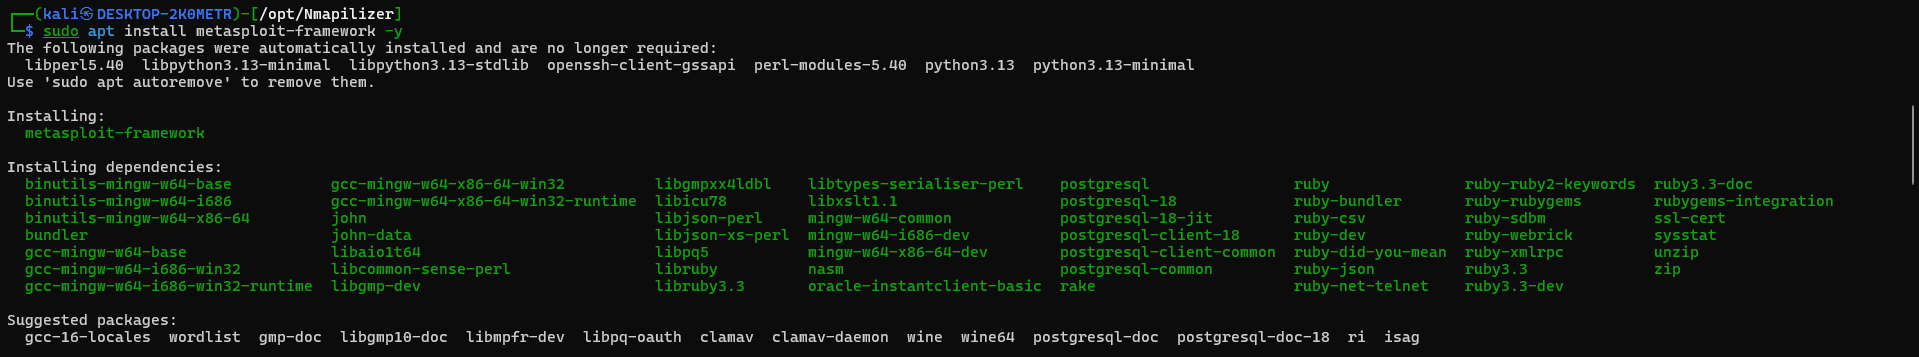 ┌──(kali㉿DESKTOP-2K0METR)-[/opt/Nmapilizer]
└─$ sudo apt install metasploit-framework -y
The following packages were automatically installed and are no longer required:
  libperl5.40  libpython3.13-minimal  libpython3.13-stdlib  openssh-client-gssapi  perl-modules-5.40  python3.13  python3.13-minimal
Use 'sudo apt autoremove' to remove them.

Installing:
  metasploit-framework

Installing dependencies:
  binutils-mingw-w64-base  gcc-mingw-w64-x86-64-win32  libgmpxx4ldbl  libtypes-serialiser-perl  postgresql  ruby  ruby-ruby2-keywords  ruby3.3-doc
  binutils-mingw-w64-i686  gcc-mingw-w64-x86-64-win32-runtime  libicu78  libxslt1.1  postgresql-18  ruby-bundler  ruby-rubygems  rubygems-integration
  binutils-mingw-w64-x86-64  john  libjson-perl  mingw-w64-common  postgresql-18-jit  ruby-csv  ruby-sdbm  ssl-cert
  bundler  john-data  libjson-xs-perl  mingw-w64-i686-dev  postgresql-client-18  ruby-dev  ruby-webrick  sysstat
  gcc-mingw-w64-base  libaio1t64  libpq5  mingw-w64-x86-64-dev  postgresql-client-common  ruby-did-you-mean  ruby-xmlrpc  unzip
  gcc-mingw-w64-i686-win32  libcommon-sense-perl  libruby  nasm  postgresql-common  ruby-json  ruby3.3  zip
  gcc-mingw-w64-i686-win32-runtime  libgmp-dev  libruby3.3  oracle-instantclient-basic  rake  ruby-net-telnet  ruby3.3-dev

Suggested packages:
  gcc-16-locales  wordlist  gmp-doc  libgmp10-doc  libmpfr-dev  libpq-oauth  clamav  clamav-daemon  wine  wine64  postgresql-doc  postgresql-doc-18  ri  isag